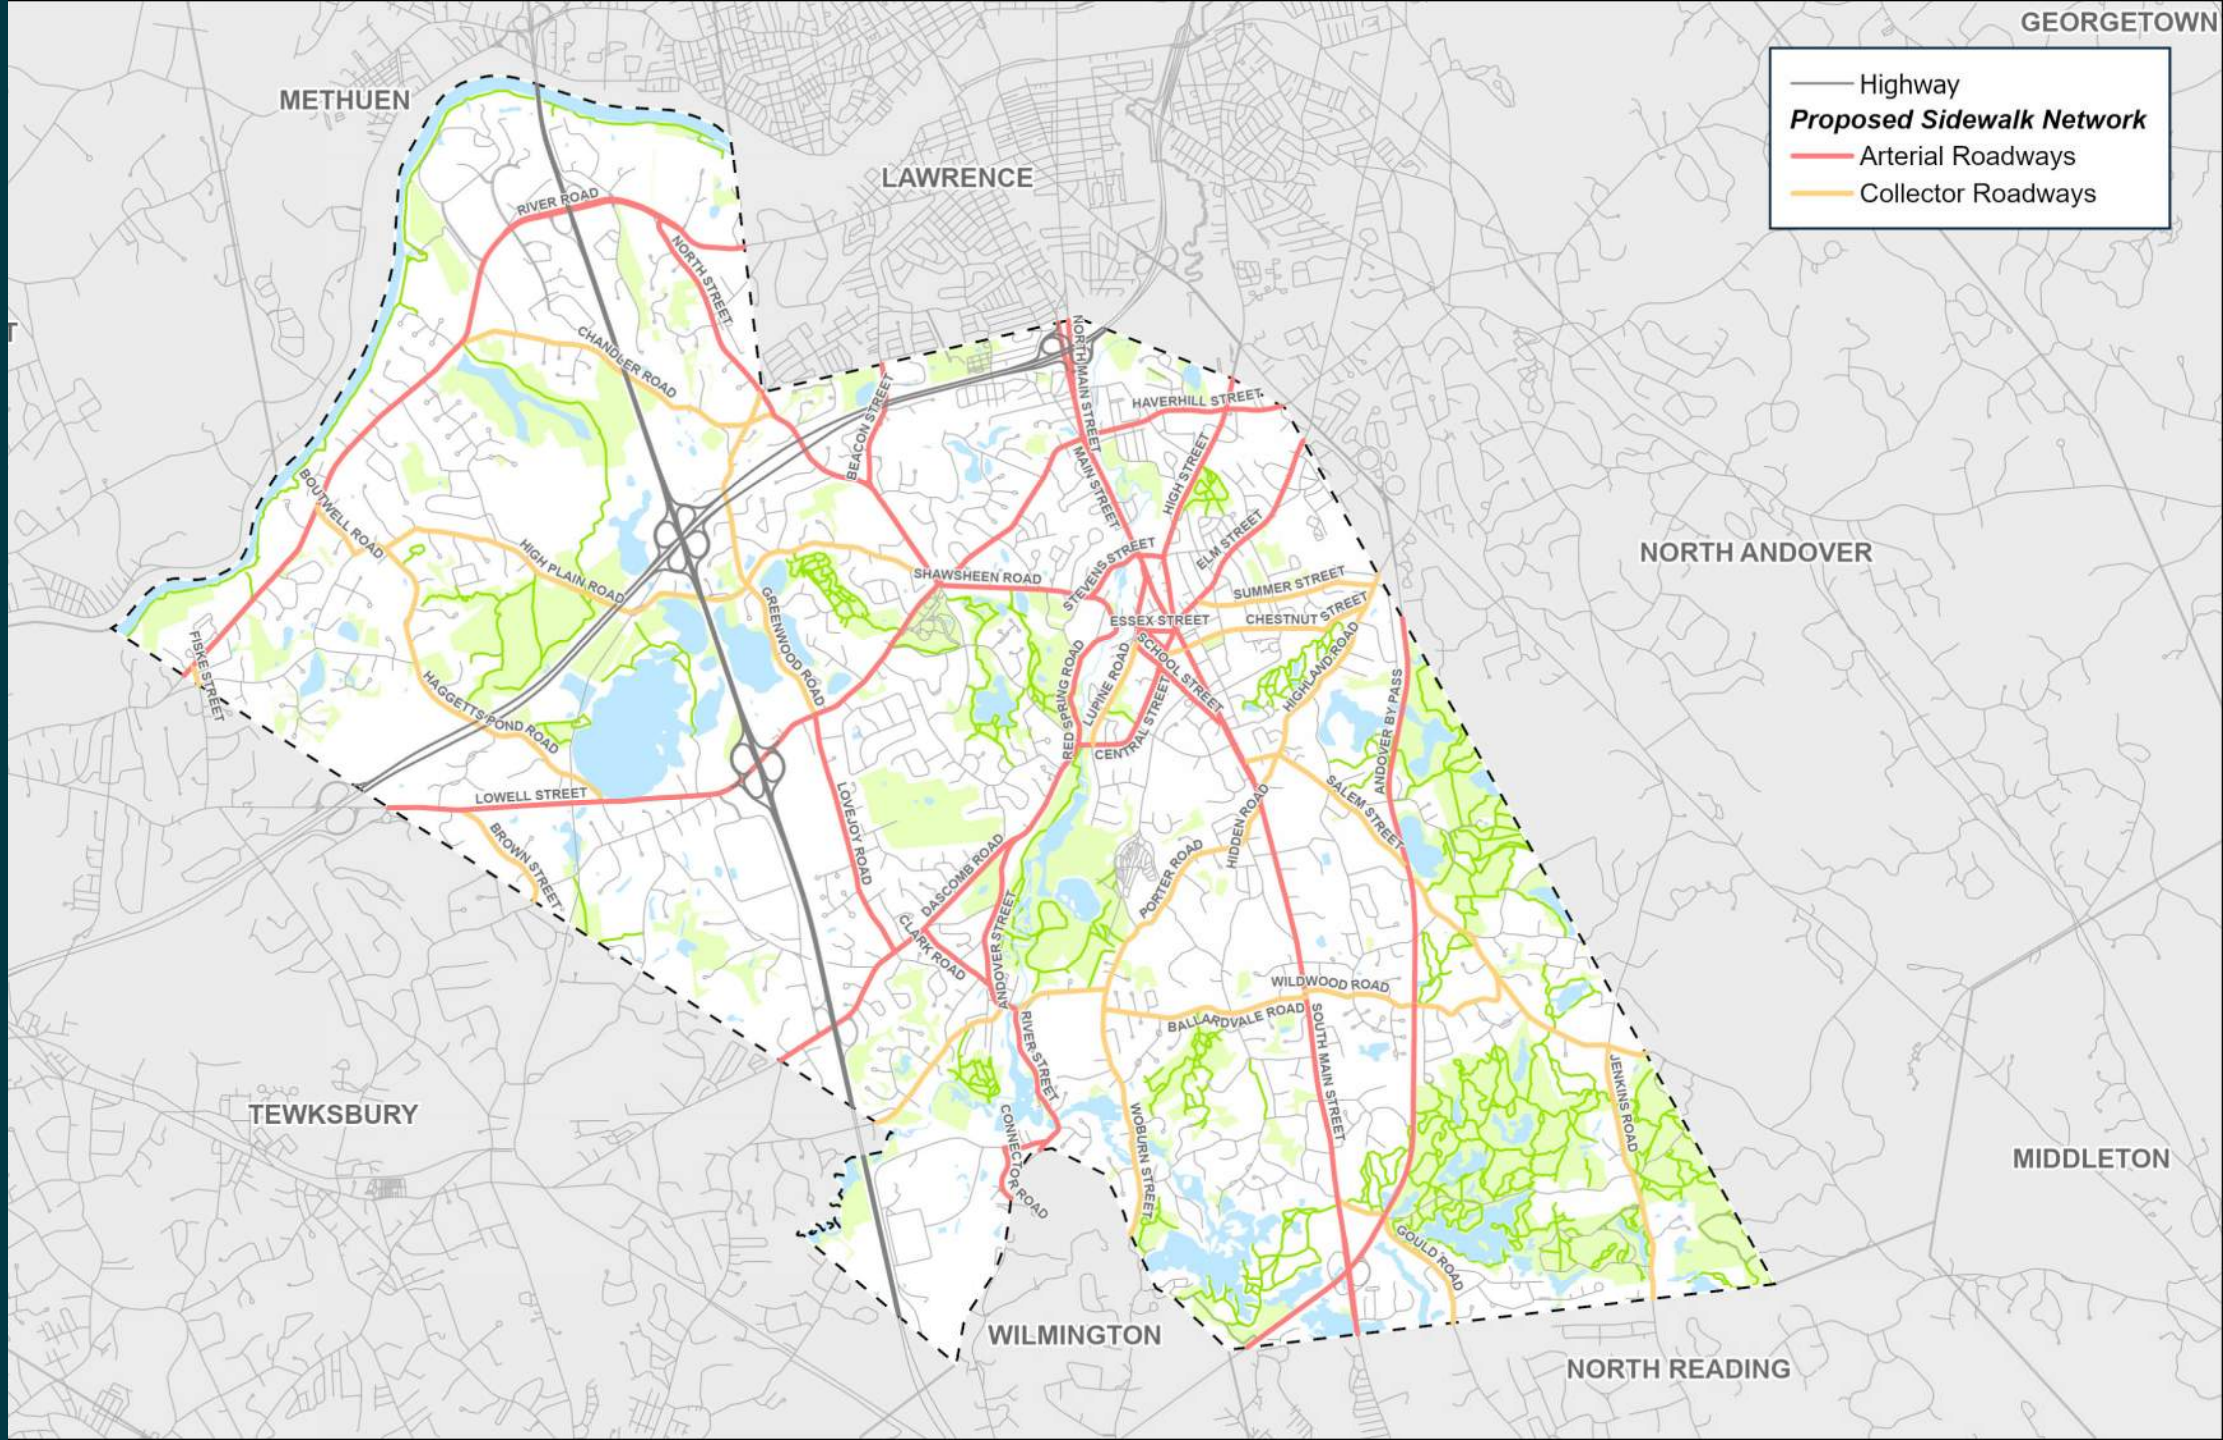 GEORGETOWN
Highway
Proposed Sidewalk Network
Arterial Roadways
Collector Roadways
METHUEN
LAWRENCE
RIVER ROAD
NORTH STREET
T
CHANDLER ROAD
NORTH MAIN STREET
BEACON STREET
HAVERHILL STREET
MAIN STREET
HIGH STREET
BOUTWELL ROAD
HIGH PLAIN ROAD
ELM STREET
NORTH ANDOVER
STEVENS STREET
SHAWSHEEN ROAD
SUMMER STREET
GREENWOOD ROAD
ESSEX STREET
CHESTNUT STREET
FISKE STREET
SCHOOL STREET
HIGHLAND ROAD
RED SPRING ROAD
LUPINE ROAD
HAGGETTS POND ROAD
CENTRAL STREET
ANDOVER BY PASS
LOWELL STREET
LOVEJOY ROAD
SALEM STREET
HIDDEN ROAD
BROWN STREET
DASCOMB ROAD
PORTER ROAD
CLARK ROAD
ANDOVER STREET
WILDWOOD ROAD
BALLARDVALE ROAD
RIVER STREET
SOUTH MAIN STREET
JENKINS ROAD
TEWKSBURY
CONNECTOR ROAD
WOBURN STREET
MIDDLETON
GOULD ROAD
WILMINGTON
NORTH READING